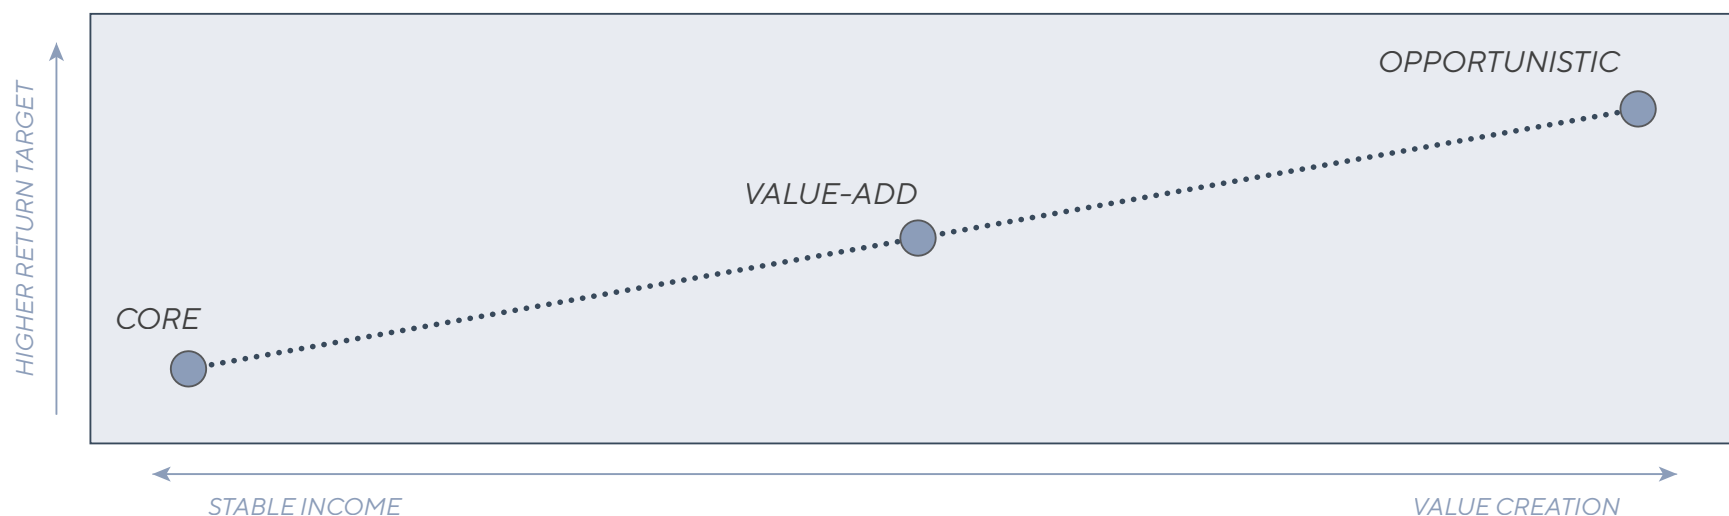 OPPORTUNISTIC
VALUE-ADD
CORE
HIGHER RETURN TARGET
STABLE INCOME
VALUE CREATION